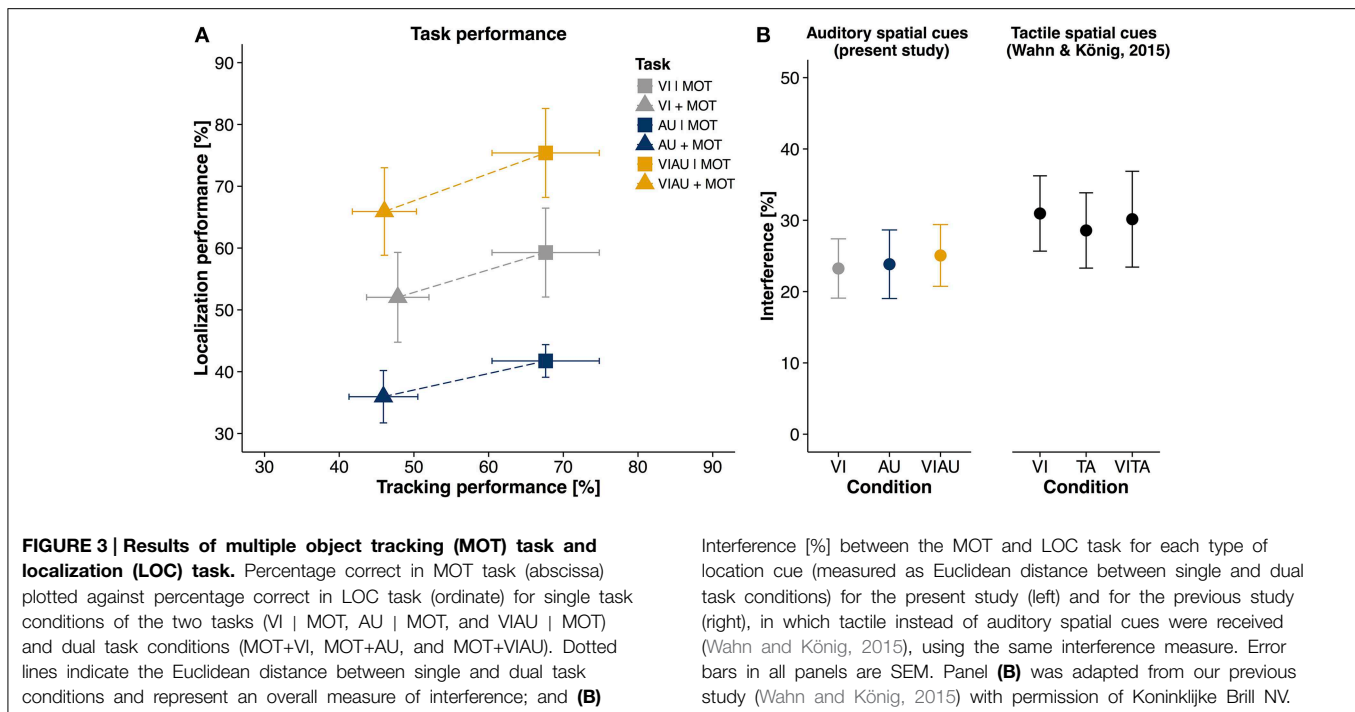 A
Task performance
90
80
70
60
50
40
30
Localization performance [%]
30 40 50 60 70 80 90
Tracking performance [%]
Task
VI | MOT
VI + MOT
AU | MOT
AU + MOT
VIAU | MOT
VIAU + MOT
B
Auditory spatial cues
(present study)
Tactile spatial cues
(Wahn & König, 2015)
50
40
30
20
10
0
Interference [%]
VI AU VIAU
Condition
VI TA VITA
Condition
FIGURE 3 | Results of multiple object tracking (MOT) task and
localization (LOC) task. Percentage correct in MOT task (abscissa)
plotted against percentage correct in LOC task (ordinate) for single task
conditions of the two tasks (VI | MOT, AU | MOT, and VIAU | MOT)
and dual task conditions (MOT+VI, MOT+AU, and MOT+VIAU). Dotted
lines indicate the Euclidean distance between single and dual task
conditions and represent an overall measure of interference; and (B)
Interference [%] between the MOT and LOC task for each type of
location cue (measured as Euclidean distance between single and dual
task conditions) for the present study (left) and for the previous study
(right), in which tactile instead of auditory spatial cues were received
(Wahn and König, 2015), using the same interference measure. Error
bars in all panels are SEM. Panel (B) was adapted from our previous
study (Wahn and König, 2015) with permission of Koninklijke Brill NV.